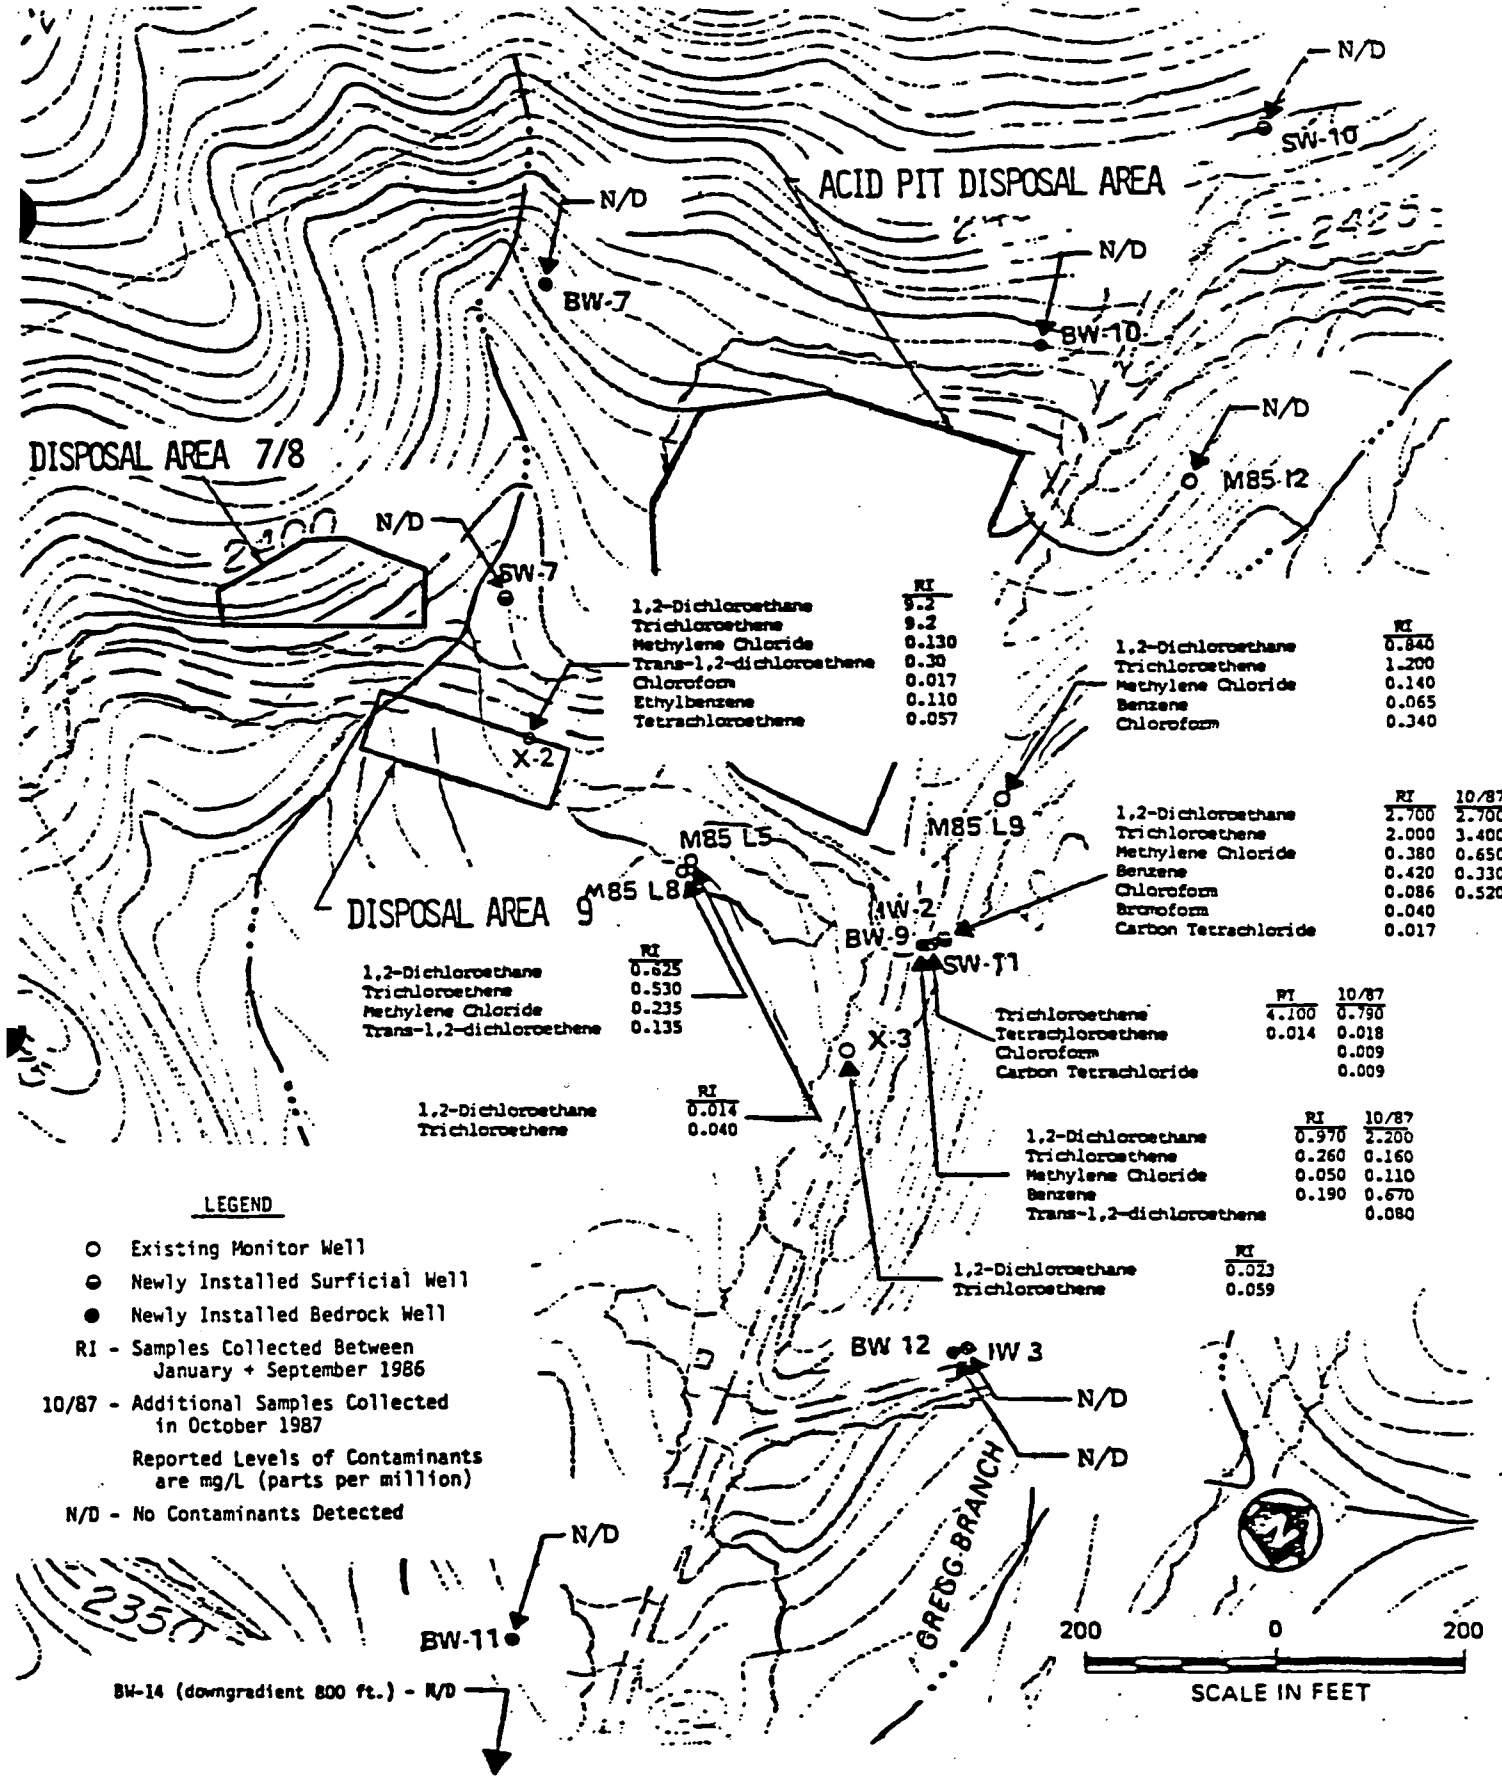 N/D
SW-10
ACID PIT DISPOSAL AREA
N/D
2425
N/D
BW-7
BW-10
N/D
DISPOSAL AREA 7/8
M85-12
2400
N/D
SW-7
RI
1,2-Dichloroethane 9.2
Trichloroethene 9.2
Methylene Chloride 0.130
Trans-1,2-dichloroethene 0.30
Chloroform 0.017
Ethylbenzene 0.110
Tetrachloroethene 0.057
RI
1,2-Dichloroethane 0.840
Trichloroethene 1.200
Methylene Chloride 0.140
Benzene 0.065
Chloroform 0.340
X-2
M85 L9
RI 10/87
1,2-Dichloroethane 2.700 2.700
Trichloroethene 2.000 3.400
Methylene Chloride 0.380 0.650
Benzene 0.420 0.330
Chloroform 0.086 0.520
Bromoform 0.040
Carbon Tetrachloride 0.017
M85 L5
M85 L8
DISPOSAL AREA 9
IW-2
BW-9
SW-11
RI
1,2-Dichloroethane 0.625
Trichloroethene 0.530
Methylene Chloride 0.235
Trans-1,2-dichloroethene 0.135
RI 10/87
Trichloroethene 4.100 0.790
Tetrachloroethene 0.014 0.018
Chloroform 0.009
Carbon Tetrachloride 0.009
X-3
RI
1,2-Dichloroethane 0.014
Trichloroethene 0.040
RI 10/87
1,2-Dichloroethane 0.970 2.200
Trichloroethene 0.260 0.160
Methylene Chloride 0.050 0.110
Benzene 0.190 0.670
Trans-1,2-dichloroethene 0.080
RI
1,2-Dichloroethane 0.023
Trichloroethene 0.059
LEGEND
Existing Monitor Well
Newly Installed Surficial Well
Newly Installed Bedrock Well
RI - Samples Collected Between
January + September 1986
10/87 - Additional Samples Collected
in October 1987
Reported Levels of Contaminants
are mg/L (parts per million)
N/D - No Contaminants Detected
BW 12
IW 3
N/D
N/D
GREGG BRANCH
N/D
2350
BW-11
BW-14 (downgradient 800 ft.) - N/D
N
200 0 200
SCALE IN FEET